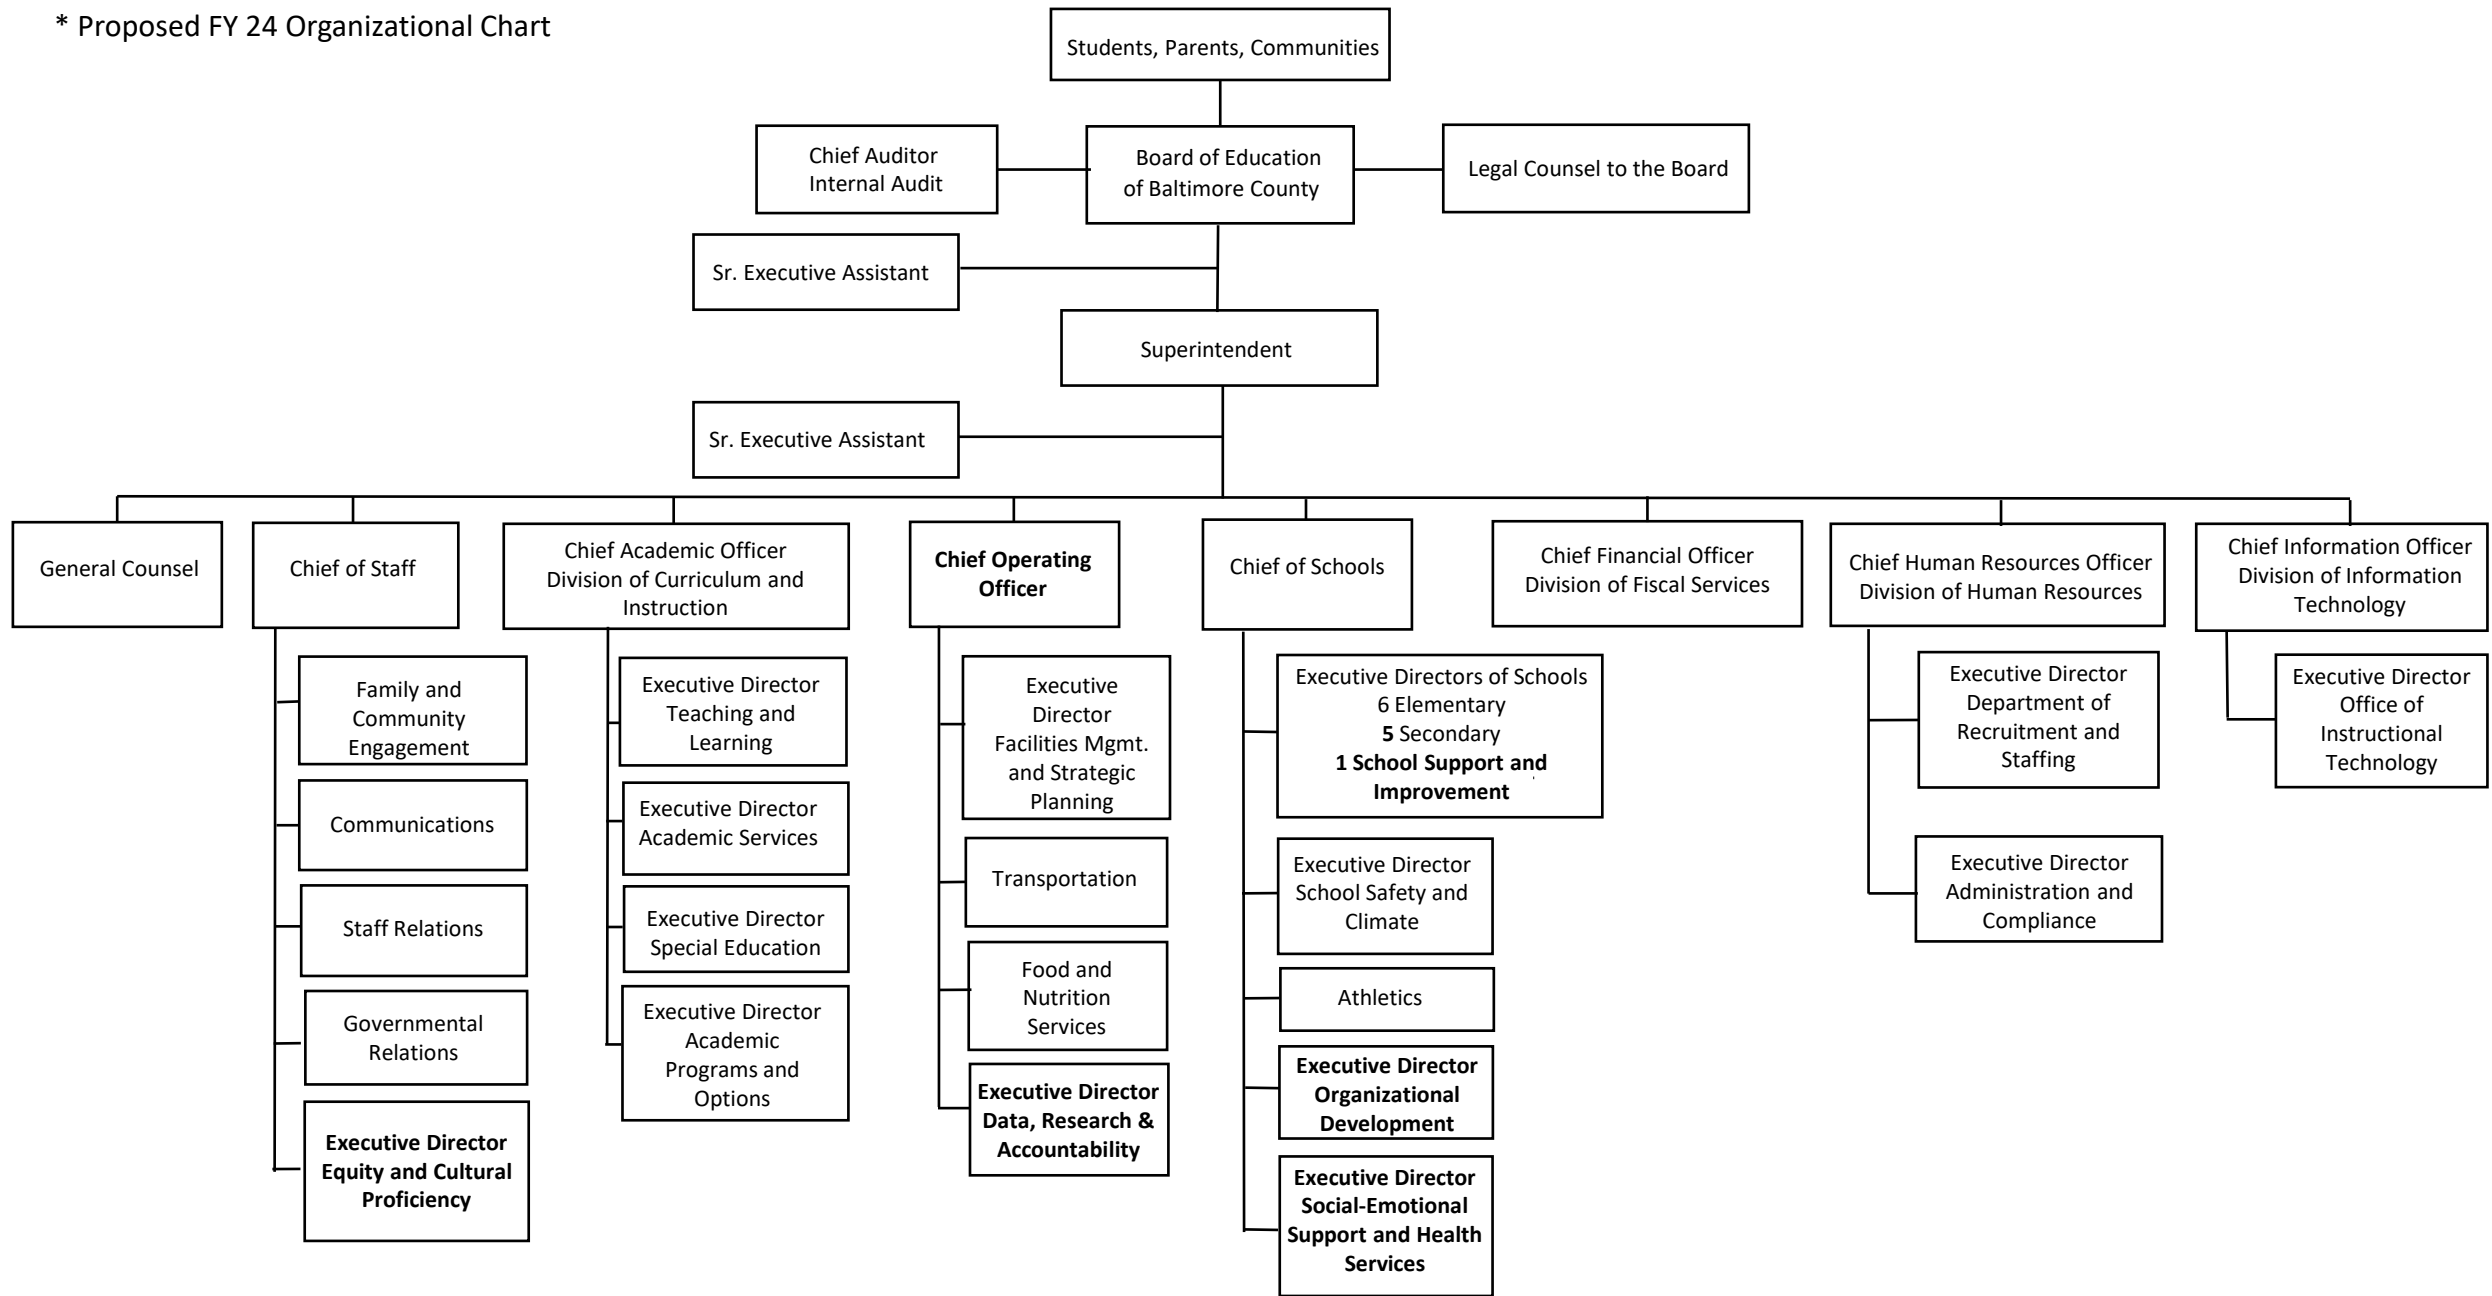 * Proposed FY 24 Organizational Chart
Students, Parents, Communities
Chief Auditor
Internal Audit
Board of Education
of Baltimore County
Legal Counsel to the Board
Sr. Executive Assistant
Superintendent
Sr. Executive Assistant
General Counsel
Chief of Staff
Chief Academic Officer
Division of Curriculum and
Instruction
Chief Operating
Officer
Chief of Schools
Chief Financial Officer
Division of Fiscal Services
Chief Human Resources Officer
Division of Human Resources
Chief Information Officer
Division of Information
Technology
Family and
Community
Engagement
Communications
Staff Relations
Governmental
Relations
Executive Director
Equity and Cultural
Proficiency
Executive Director
Teaching and
Learning
Executive Director
Academic Services
Executive Director
Special Education
Executive Director
Academic
Programs and
Options
Executive
Director
Facilities Mgmt.
and Strategic
Planning
Transportation
Food and
Nutrition
Services
Executive Director
Data, Research &
Accountability
Executive Directors of Schools
6 Elementary
5 Secondary
1 School Support and
Improvement
Executive Director
School Safety and
Climate
Athletics
Executive Director
Organizational
Development
Executive Director
Social-Emotional
Support and Health
Services
Executive Director
Department of
Recruitment and
Staffing
Executive Director
Administration and
Compliance
Executive Director
Office of
Instructional
Technology